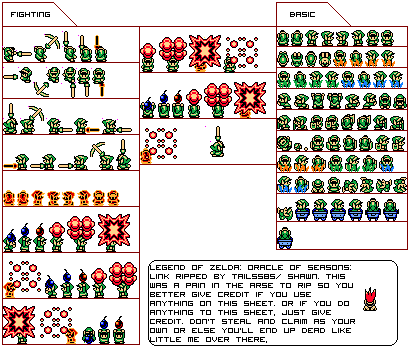 FIGHTING
BASIC
LEGEND OF ZELDA: ORACLE OF SEASONS:
LINK RIPPED BY TAILSSB5/ SHAWN. THIS
WAS A PAIN IN THE ARSE TO RIP SO YOU
BETTER GIVE CREDIT IF YOU USE
ANYTHING ON THIS SHEET. OR IF YOU DO
ANYTHING TO THIS SHEET, JUST GIVE
CREDIT. DON'T STEAL AND CLAIM AS YOUR
OWN OR ELSE YOU'LL END UP DEAD LIKE
LITTLE ME OVER THERE,